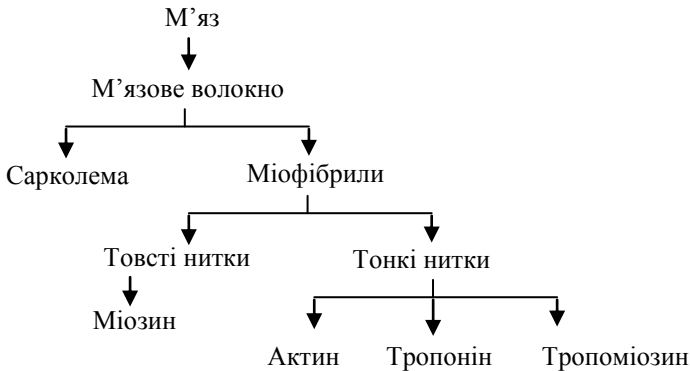 М’яз
М’язове волокно
Сарколема Міофібрили
Товсті нитки Тонкі нитки
Міозин
Актин Тропонін Тропоміозин